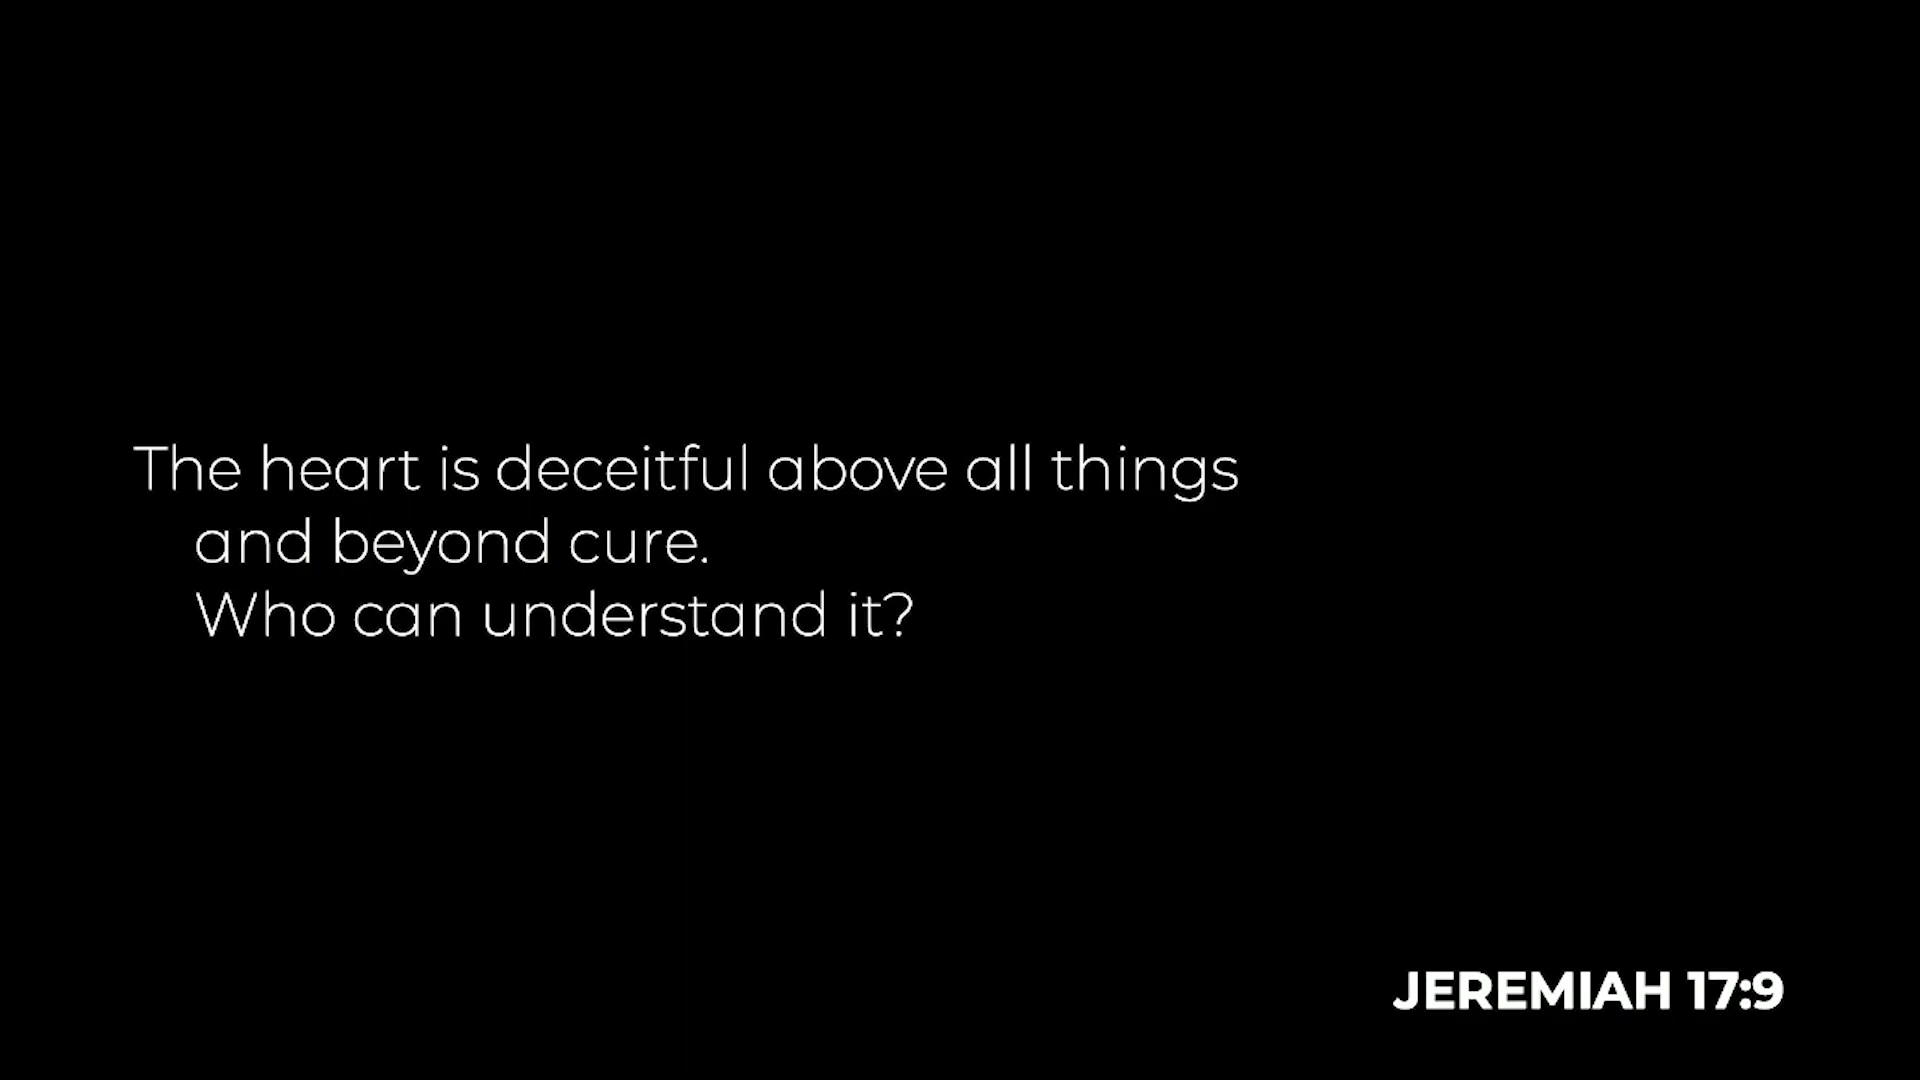 The heart is deceitful above all things
and beyond cure.
Who can understand it?
JEREMIAH 17:9